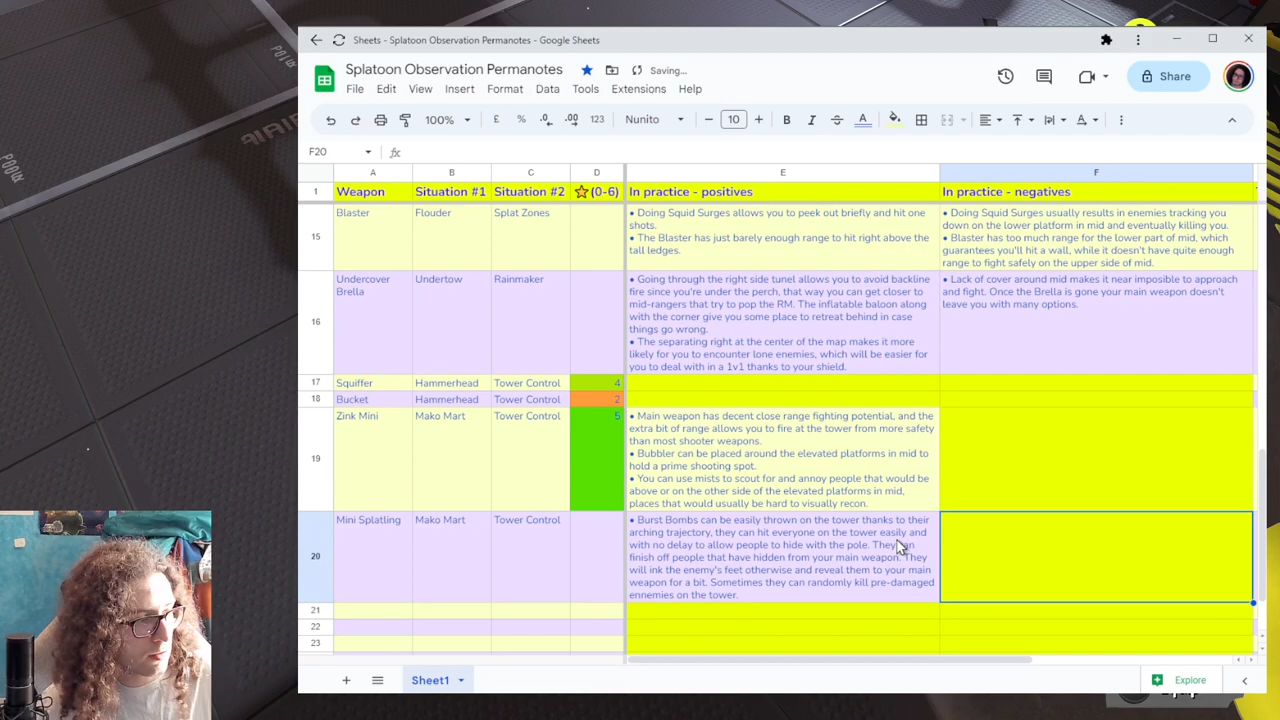 Sheets - Splatoon Observation Permanotes - Google Sheets
Splatoon Observation Permanotes
Saving...
Share
File Edit View Insert Format Data Tools Extensions Help
100% £ % .0 .00 123 Nunito 10 B I A
F20 fx
A B C D E F
1 Weapon Situation #1 Situation #2 (0-6) In practice - positives In practice - negatives
15 Blaster Flouder Splat Zones
• Doing Squid Surges allows you to peek out briefly and hit one
shots.
• The Blaster has just barely enough range to hit right above the
tall ledges.
• Doing Squid Surges usually results in enemies tracking you
down on the lower platform in mid and eventually killing you.
• Blaster has too much range for the lower part of mid, which
guarantees you'll hit a wall, while it doesn't have quite enough
range to fight safely on the upper side of mid.
16 Undercover Undertow Rainmaker
Brella
• Going through the right side tunel allows you to avoid backline
fire since you're under the perch, that way you can get closer to
mid-rangers that try to pop the RM. The inflatable baloon along
with the corner give you some place to retreat behind in case
things go wrong.
• The separating right at the center of the map makes it more
likely for you to encounter lone enemies, which will be easier for
you to deal with in a 1v1 thanks to your shield.
• Lack of cover around mid makes it near imposible to approach
and fight. Once the Brella is gone your main weapon doesn't
leave you with many options.
17 Squiffer Hammerhead Tower Control 4
18 Bucket Hammerhead Tower Control 2
19 Zink Mini Mako Mart Tower Control 5
• Main weapon has decent close range fighting potential, and the
extra bit of range allows you to fire at the tower from more safety
than most shooter weapons.
• Bubbler can be placed around the elevated platforms in mid to
hold a prime shooting spot.
• You can use mists to scout for and annoy people that would be
above or on the other side of the elevated platforms in mid,
places that would usually be hard to visually recon.
20 Mini Splatling Mako Mart Tower Control
• Burst Bombs can be easily thrown on the tower thanks to their
arching trajectory, they can hit everyone on the tower easily and
with no delay to allow people to hide with the pole. They
finish off people that have hidden from your main weapon. They
will ink the enemy's feet otherwise and reveal them to your main
weapon for a bit. Sometimes they can randomly kill pre-damaged
ennemies on the tower.
21
22
23
Sheet1
Explore